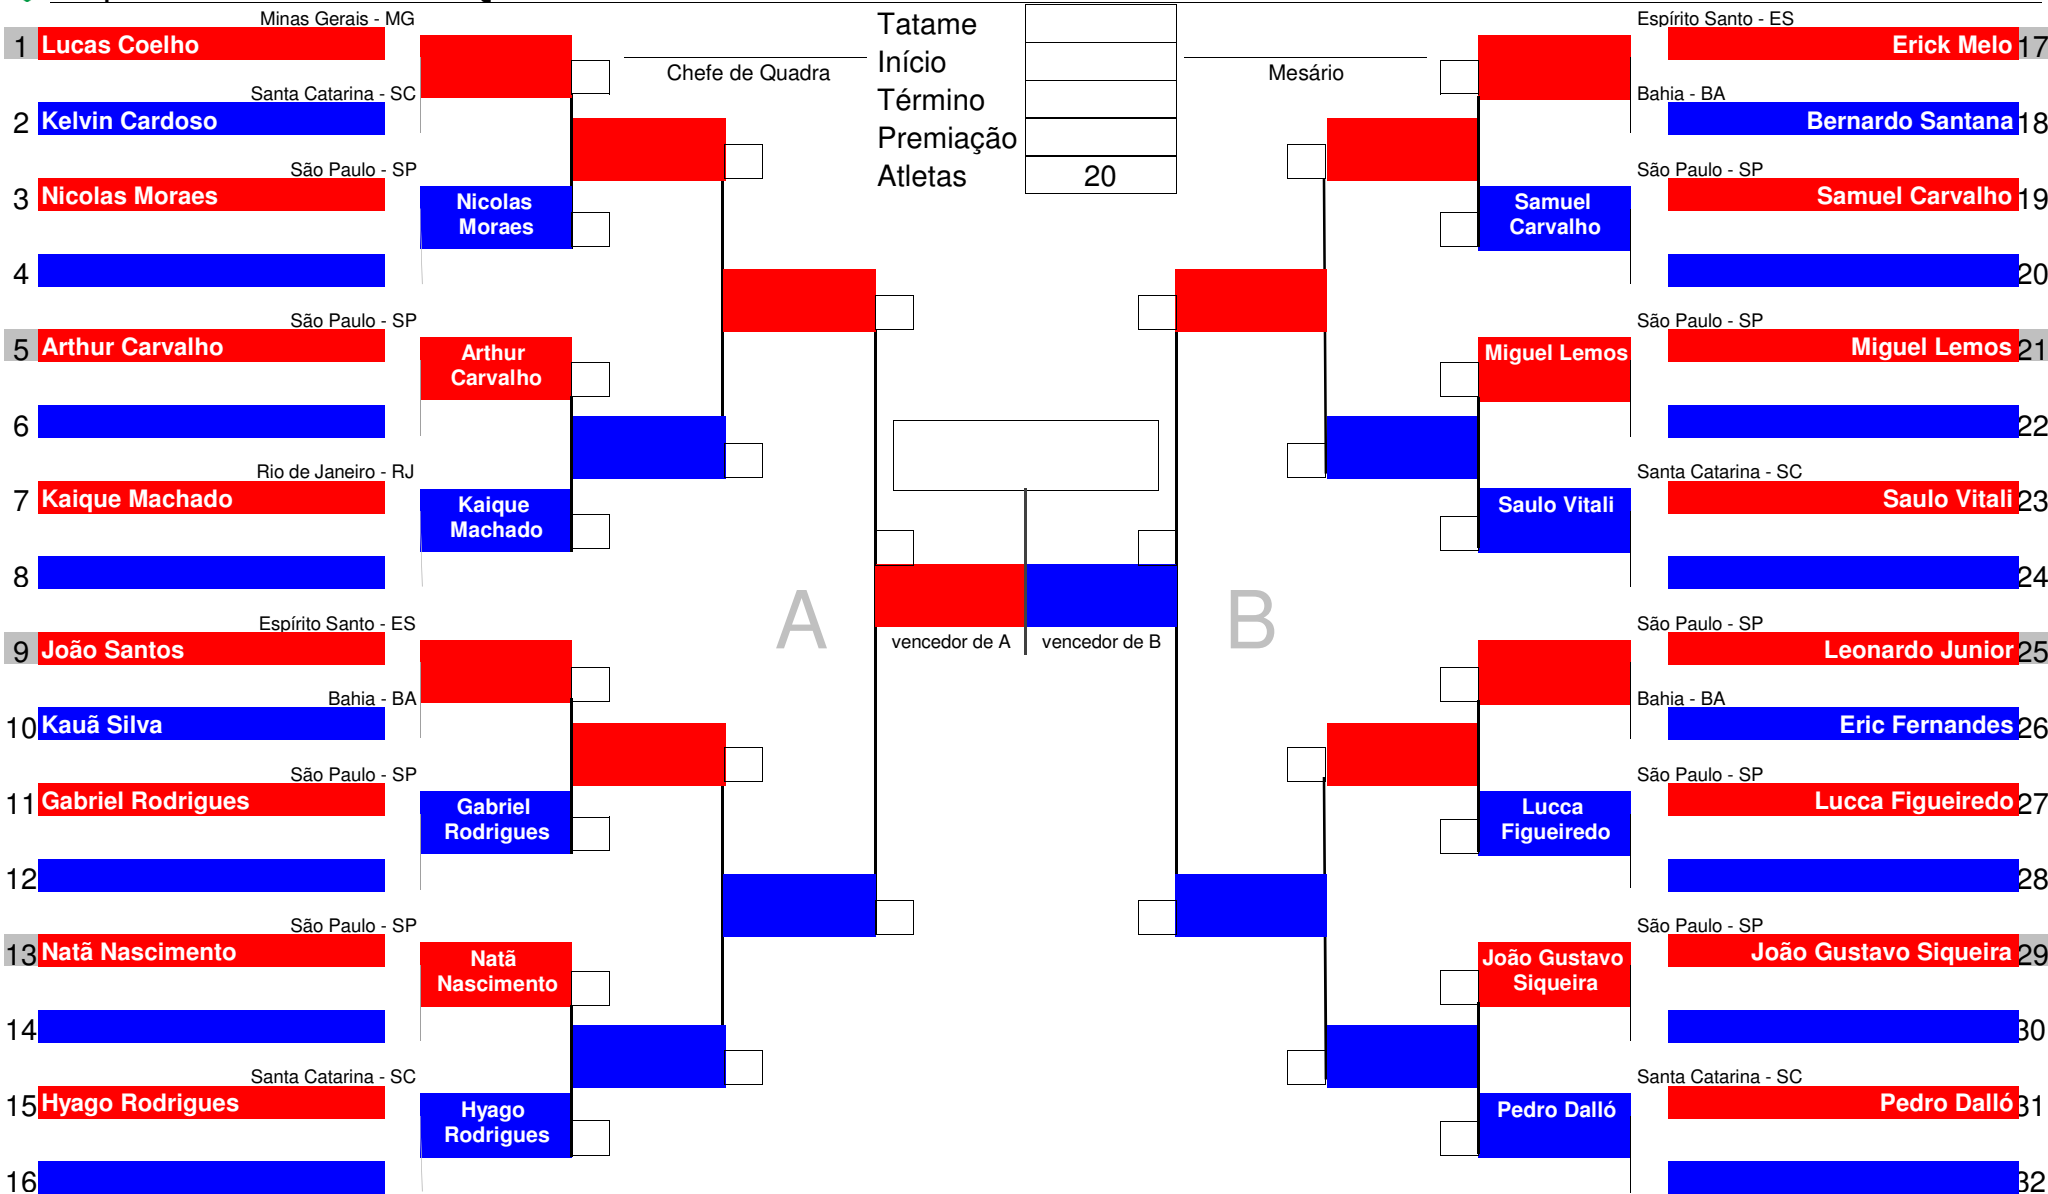 Minas Gerais - MG
1 Lucas Coelho
Santa Catarina - SC
2 Kelvin Cardoso
São Paulo - SP
3 Nicolas Moraes
4
São Paulo - SP
5 Arthur Carvalho
6
Rio de Janeiro - RJ
7 Kaique Machado
8
Espírito Santo - ES
9 João Santos
Bahia - BA
10 Kauã Silva
São Paulo - SP
11 Gabriel Rodrigues
12
São Paulo - SP
13 Natã Nascimento
14
Santa Catarina - SC
15 Hyago Rodrigues
16
Nicolas
Moraes
Arthur
Carvalho
Kaique
Machado
Gabriel
Rodrigues
Natã
Nascimento
Hyago
Rodrigues
Chefe de Quadra
Tatame
Início
Término
Premiação
Atletas 20
Mesário
A
B
vencedor de A
vencedor de B
Samuel
Carvalho
Miguel Lemos
Saulo Vitali
Lucca
Figueiredo
João Gustavo
Siqueira
Pedro Dalló
Espírito Santo - ES
Erick Melo 17
Bahia - BA
Bernardo Santana 18
São Paulo - SP
Samuel Carvalho 19
20
São Paulo - SP
Miguel Lemos 21
22
Santa Catarina - SC
Saulo Vitali 23
24
São Paulo - SP
Leonardo Junior 25
Bahia - BA
Eric Fernandes 26
São Paulo - SP
Lucca Figueiredo 27
28
São Paulo - SP
João Gustavo Siqueira 29
30
Santa Catarina - SC
Pedro Dalló 31
32